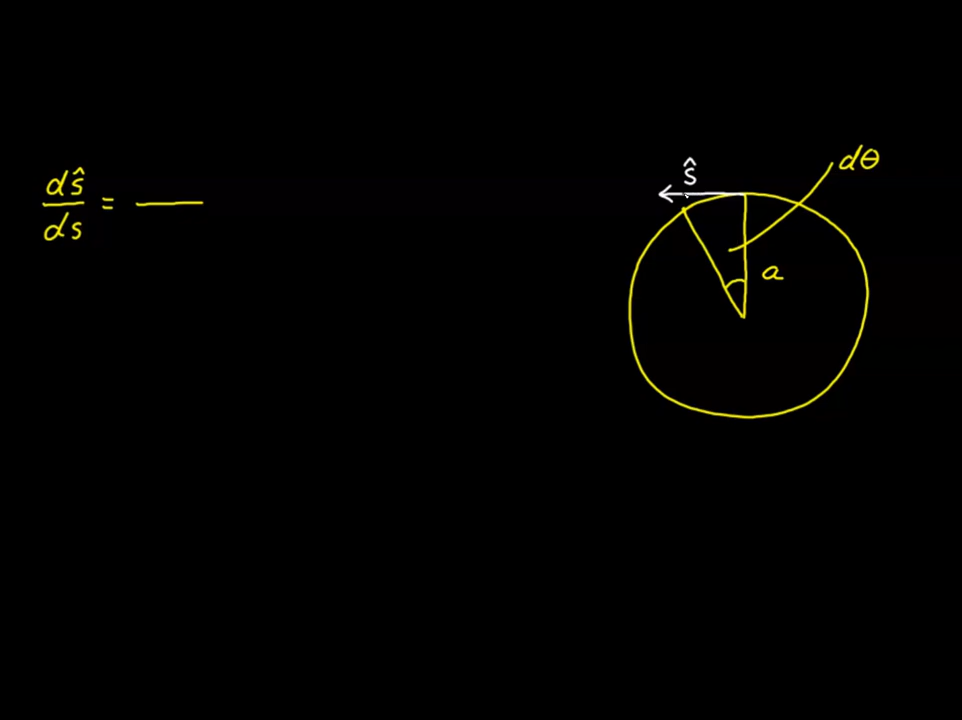 dŝ/ds = ___
ŝ
dθ
a